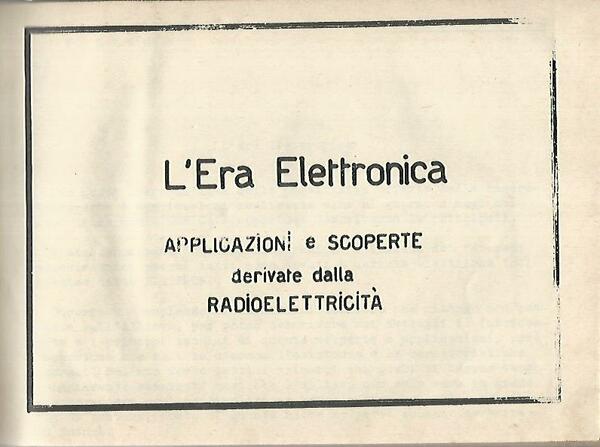 L'Era Elettronica
APPLICAZIONI e SCOPERTE
derivate dalla
RADIOELETTRICITÀ